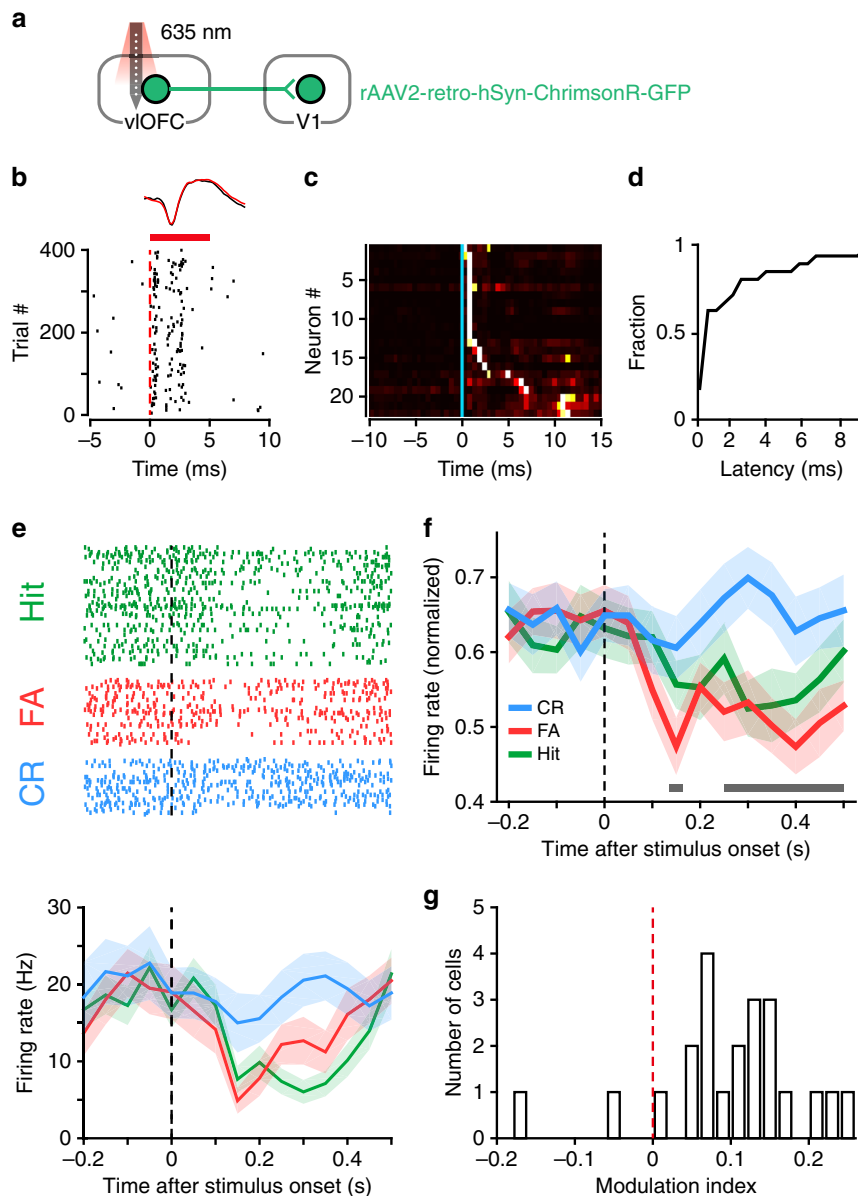 a
635 nm
vlOFC
V1
rAAV2-retro-hSyn-ChrimsonR-GFP
b
Trial #
400
200
0
−5
0
5
10
Time (ms)
c
Neuron #
5
10
15
20
−10
−5
0
5
10
15
Time (ms)
d
Fraction
1
0.5
0
0
2
4
6
8
Latency (ms)
e
Hit
FA
CR
f
Firing rate (normalized)
0.7
0.6
0.5
0.4
CR
FA
Hit
−0.2
0
0.2
0.4
Time after stimulus onset (s)
Firing rate (Hz)
30
20
10
0
−0.2
0
0.2
0.4
Time after stimulus onset (s)
g
Number of cells
5
4
3
2
1
0
−0.2
−0.1
0
0.1
0.2
Modulation index